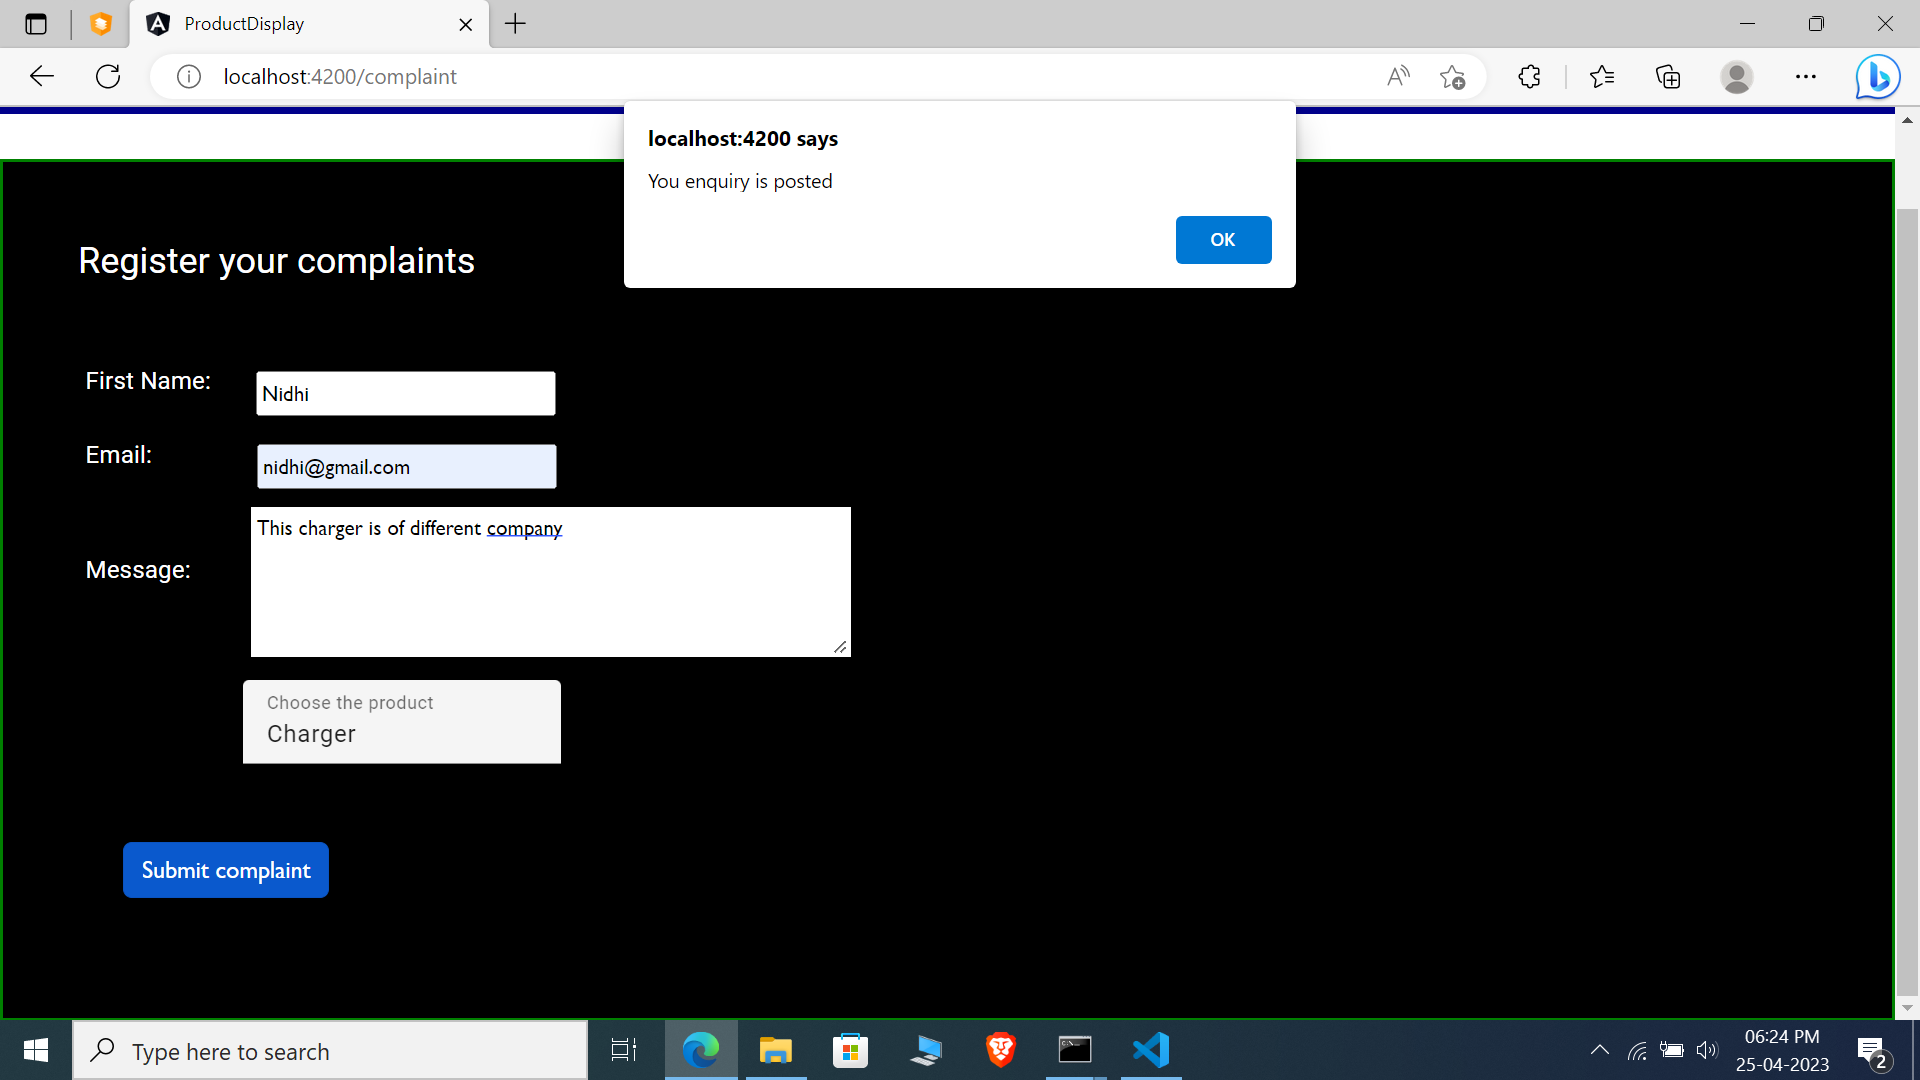 ProductDisplay
localhost:4200/complaint
localhost:4200 says
You enquiry is posted
OK
Register your complaints
First Name:
Nidhi
Email:
nidhi@gmail.com
Message:
This charger is of different company
Choose the product
Charger
Submit complaint
Type here to search
06:24 PM
25-04-2023
2